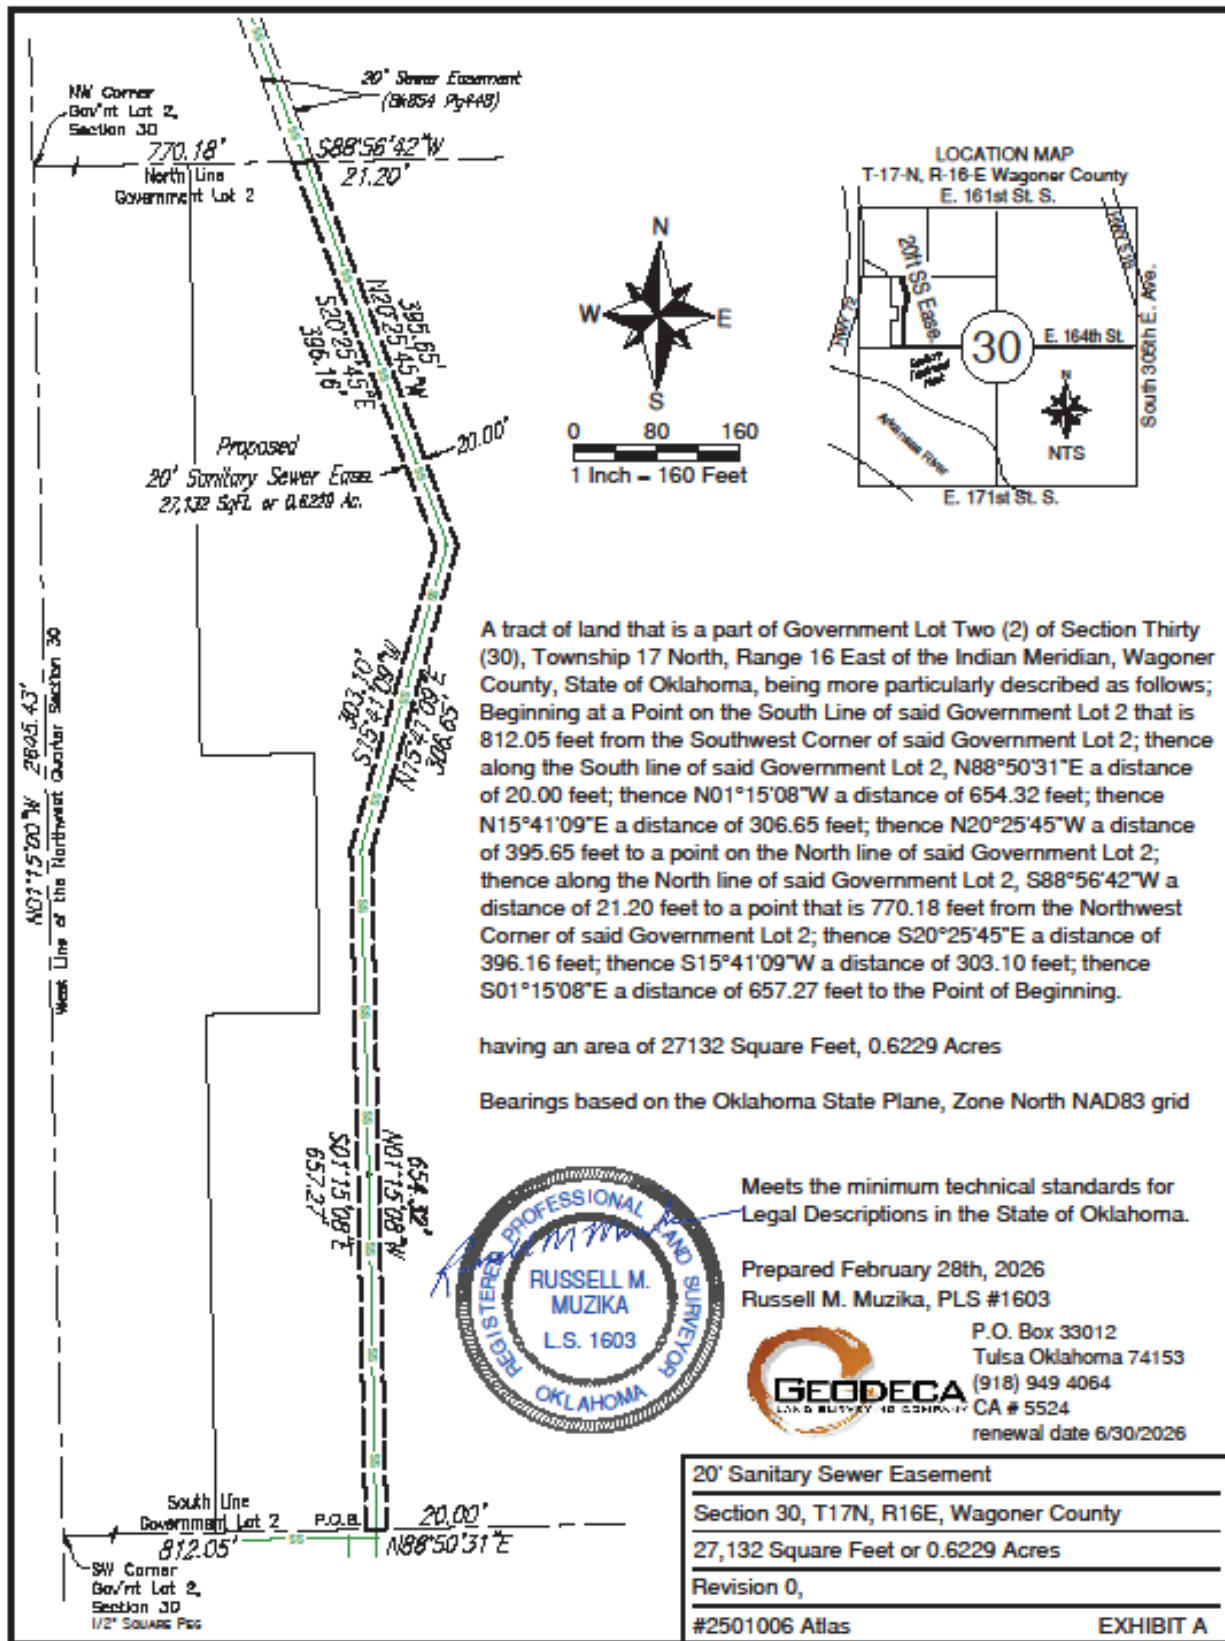 20' Sewer Easement
(Bk854 Pg448)
NW Corner
Gov'nt Lot 2,
Section 30
770.18'
North Line
Government Lot 2
S88°56'42"W
21.20'
N20°25'45"W
395.65'
S20°25'45"E
396.16'
20.00'
Proposed
20' Sanitary Sewer Ease.
27,132 SqFt. or 0.6229 Ac.
303.10'
S15°41'09"W
N15°41'09"E
306.65'
N01°15'00"W 2645.43'
West Line of the Northwest Quarter Section 30
N01°15'08"W
654.32'
S01°15'08"E
657.27'
South Line
Government Lot 2
P.O.B.
812.05'
20.00'
N88°50'31"E
SW Corner
Gov'nt Lot 2,
Section 30
1/2" SQUARE PEG
SS
N
W
E
S
0 80 160
1 Inch = 160 Feet
LOCATION MAP
T-17-N, R-16-E Wagoner County
E. 161st St. S.
HWY 72
20ft SS Ease.
30
E. 164th St.
South 305th E. Ave.
Arkansas River
N
NTS
E. 171st St. S.
A tract of land that is a part of Government Lot Two (2) of Section Thirty
(30), Township 17 North, Range 16 East of the Indian Meridian, Wagoner
County, State of Oklahoma, being more particularly described as follows;
Beginning at a Point on the South Line of said Government Lot 2 that is
812.05 feet from the Southwest Corner of said Government Lot 2; thence
along the South line of said Government Lot 2, N88°50'31"E a distance
of 20.00 feet; thence N01°15'08"W a distance of 654.32 feet; thence
N15°41'09"E a distance of 306.65 feet; thence N20°25'45"W a distance
of 395.65 feet to a point on the North line of said Government Lot 2;
thence along the North line of said Government Lot 2, S88°56'42"W a
distance of 21.20 feet to a point that is 770.18 feet from the Northwest
Corner of said Government Lot 2; thence S20°25'45"E a distance of
396.16 feet; thence S15°41'09"W a distance of 303.10 feet; thence
S01°15'08"E a distance of 657.27 feet to the Point of Beginning.
having an area of 27132 Square Feet, 0.6229 Acres
Bearings based on the Oklahoma State Plane, Zone North NAD83 grid
REGISTERED PROFESSIONAL LAND SURVEYOR
RUSSELL M.
MUZIKA
L.S. 1603
OKLAHOMA
Meets the minimum technical standards for
Legal Descriptions in the State of Oklahoma.
Prepared February 28th, 2026
Russell M. Muzika, PLS #1603
GEODECA
LAND SURVEYING COMPANY
P.O. Box 33012
Tulsa Oklahoma 74153
(918) 949 4064
CA # 5524
renewal date 6/30/2026
20' Sanitary Sewer Easement
Section 30, T17N, R16E, Wagoner County
27,132 Square Feet or 0.6229 Acres
Revision 0,
#2501006 Atlas EXHIBIT A